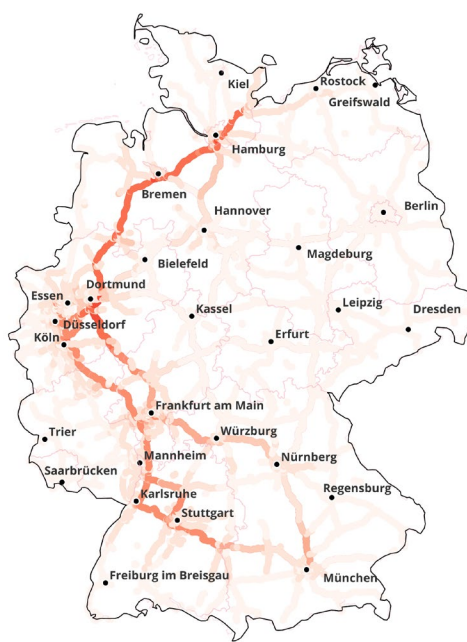 Kiel
Rostock
Greifswald
Hamburg
Bremen
Hannover
Berlin
Bielefeld
Magdeburg
Dortmund
Essen
Düsseldorf
Kassel
Leipzig
Dresden
Köln
Erfurt
Frankfurt am Main
Trier
Würzburg
Saarbrücken
Mannheim
Nürnberg
Karlsruhe
Regensburg
Stuttgart
Freiburg im Breisgau
München